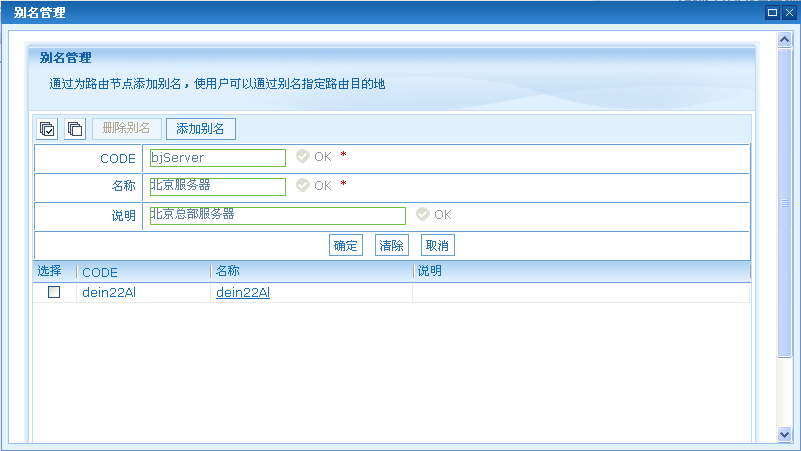 别名管理
别名管理
通过为路由节点添加别名，使用户可以通过别名指定路由目的地
删除别名 添加别名
CODE bjServer OK *
名称 北京服务器 OK *
说明 北京总部服务器 OK
确定 清除 取消
选择 CODE 名称 说明
dein22Al dein22Al